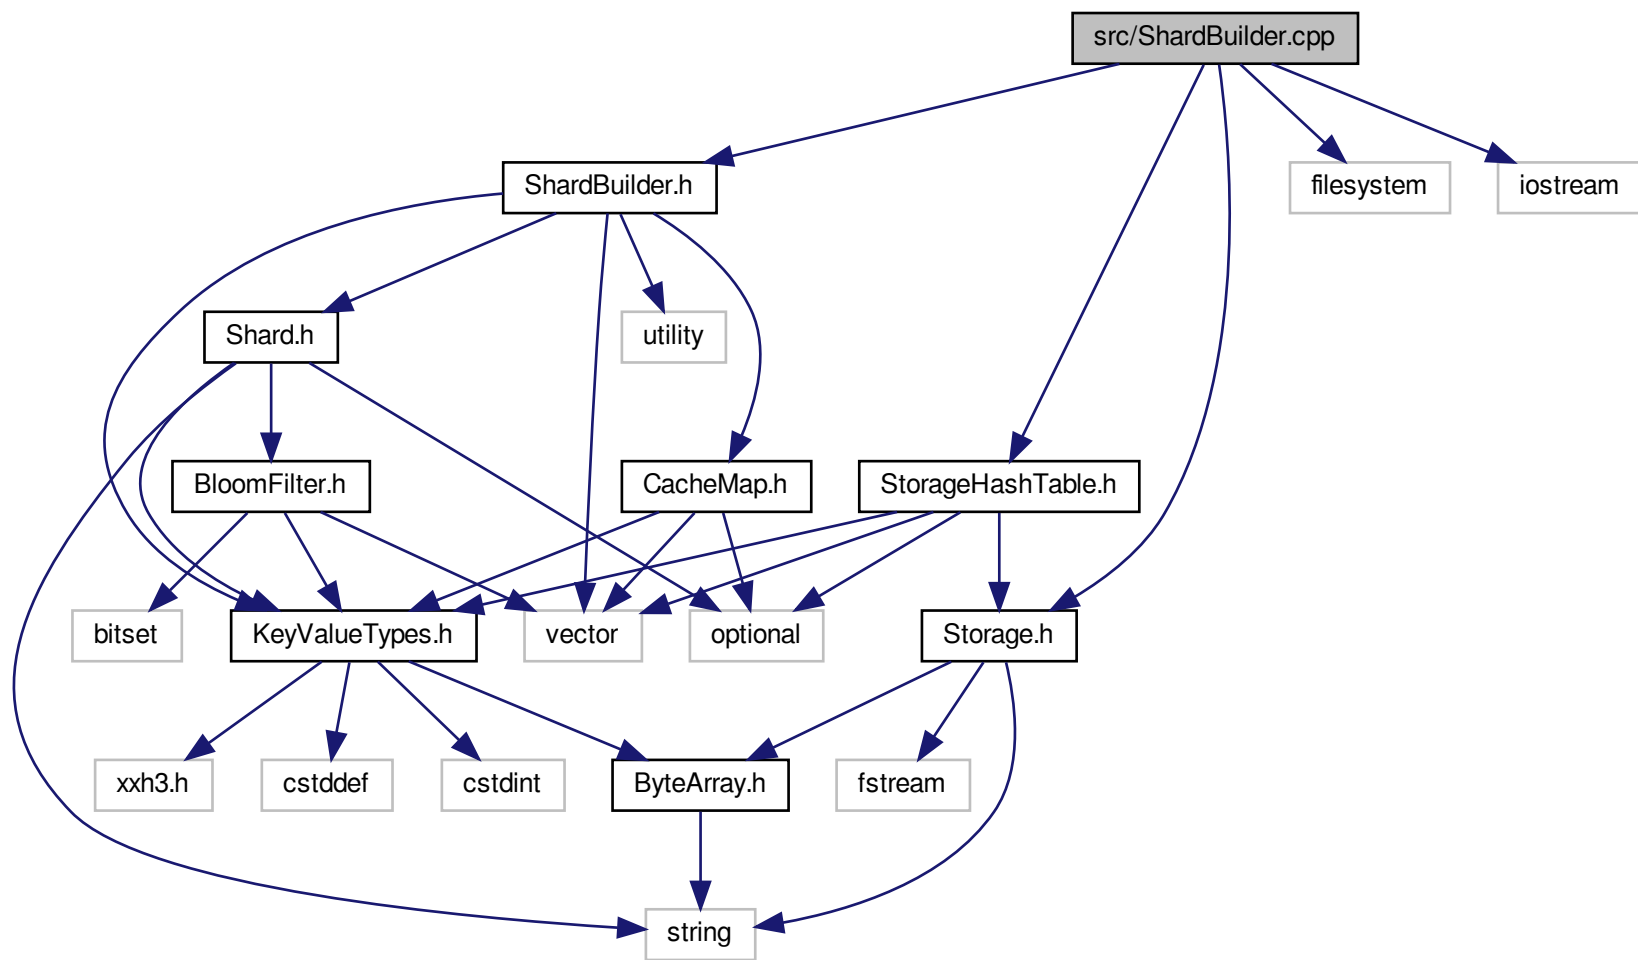 src/ShardBuilder.cpp
ShardBuilder.h
filesystem
iostream
Shard.h
utility
BloomFilter.h
CacheMap.h
StorageHashTable.h
bitset
KeyValueTypes.h
vector
optional
Storage.h
xxh3.h
cstddef
cstdint
ByteArray.h
fstream
string